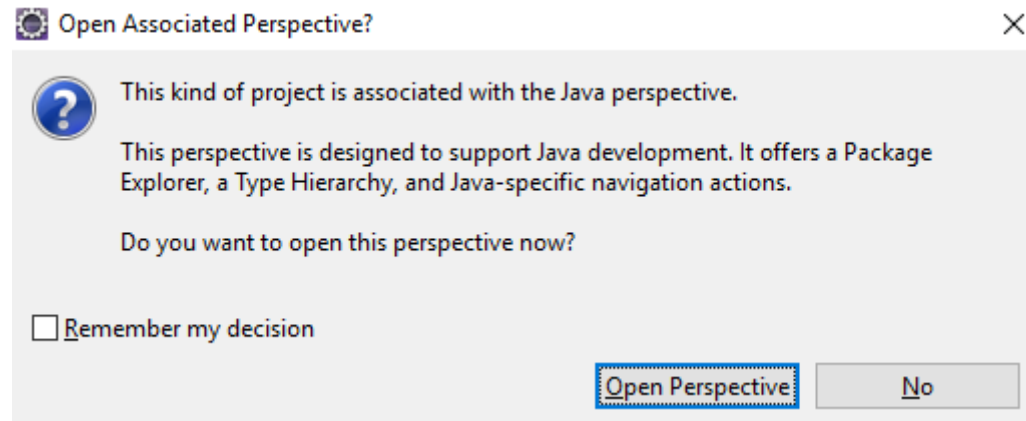 Open Associated Perspective?
This kind of project is associated with the Java perspective.
This perspective is designed to support Java development. It offers a Package
Explorer, a Type Hierarchy, and Java-specific navigation actions.
Do you want to open this perspective now?
Remember my decision
Open Perspective
No